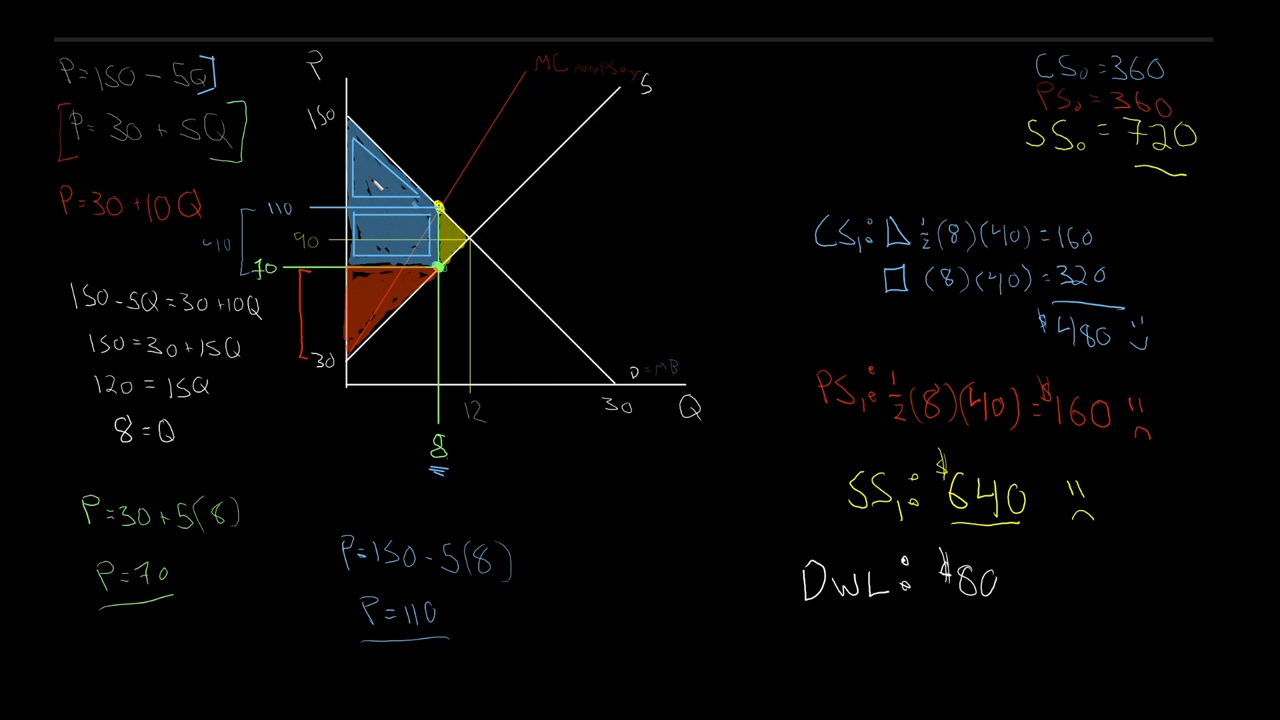 P=150-5Q
P=30+5Q
P=30+10Q
110
40
90
70
150-5Q=30+10Q
150=30+15Q
120=15Q
8=Q
P=30+5(8)
P=70
P
MC monopsony
S
150
30
D=MB
30
Q
12
8
P=150-5(8)
P=110
CS₀=360
PS₀=360
SS₀=720
CS₁: ½(8)(40)=160
(8)(40)=320
$480
PS₁: ½(8)(40)=$160
SS₁: $640
DWL: $80